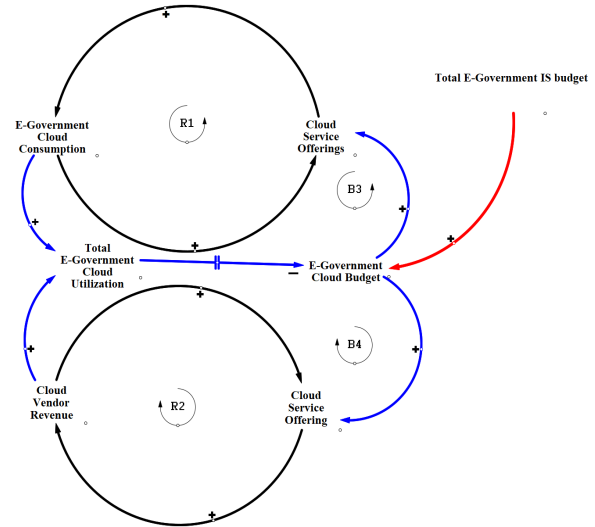 +
Total E-Government IS budget
R1
E-Government
Cloud
Consumption
Cloud
Service
Offerings
B3
+
+
+
+
Total
E-Government
Cloud
Utilization
–
E-Government
Cloud Budget
+
+
B4
+
Cloud
Vendor
Revenue
R2
Cloud
Service
Offering
+